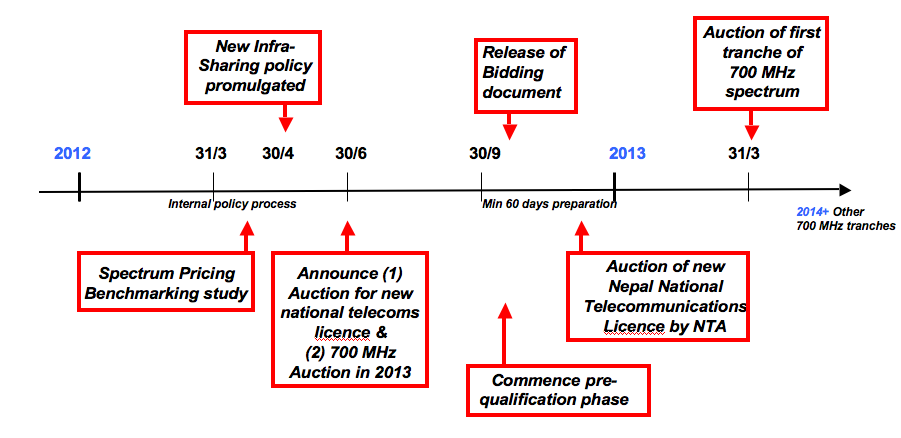 New Infra-
Sharing policy
promulgated
Release of
Bidding
document
Auction of first
tranche of
700 MHz
spectrum
2012 31/3 30/4 30/6 30/9 2013 31/3
Internal policy process
Min 60 days preparation
2014+ Other
700 MHz tranches
Spectrum Pricing
Benchmarking study
Announce (1)
Auction for new
national telecoms
licence &
(2) 700 MHz
Auction in 2013
Auction of new
Nepal National
Telecommunications
Licence by NTA
Commence pre-
qualification phase